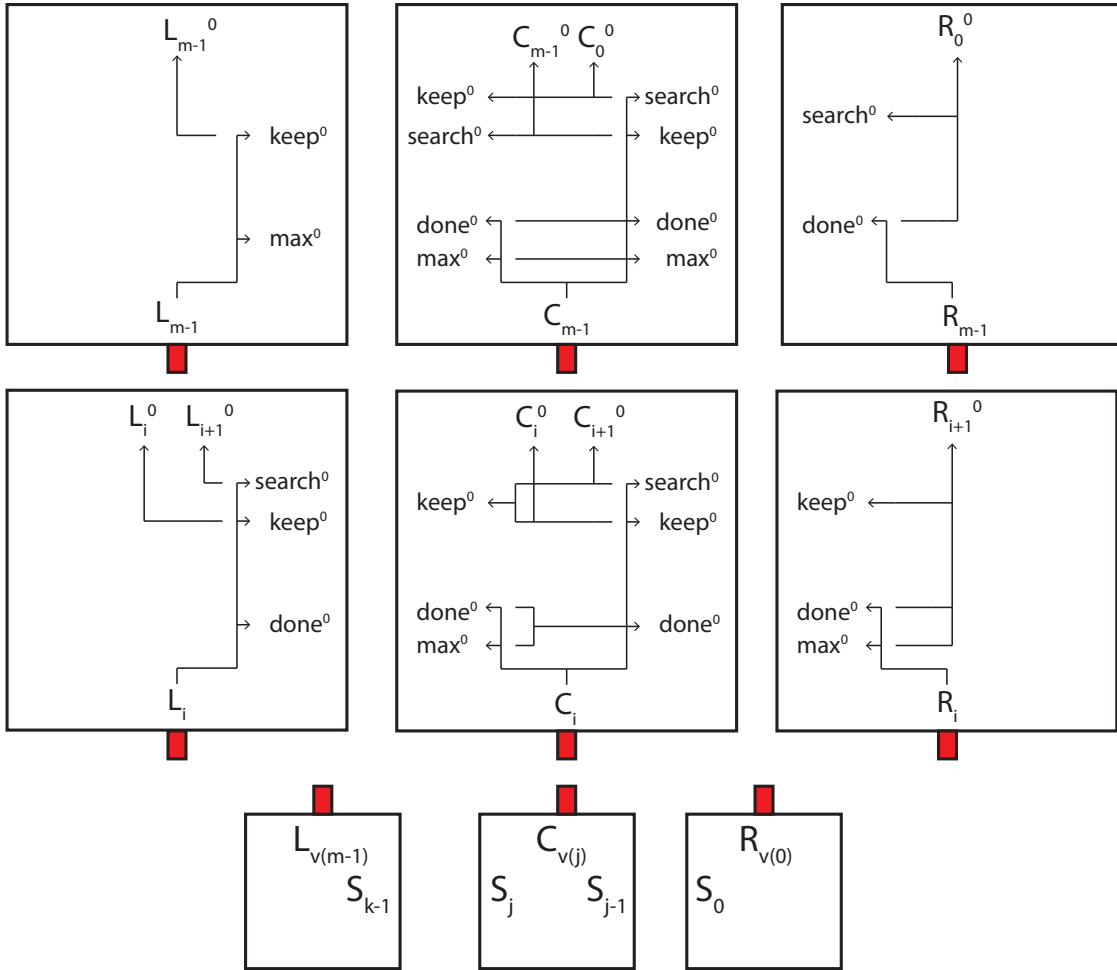 L_{m-1}^0
keep^0
max^0
L_{m-1}
C_{m-1}^0 C_0^0
keep^0 search^0
search^0 keep^0
done^0 done^0
max^0 max^0
C_{m-1}
R_0^0
search^0
done^0
R_{m-1}
L_i^0 L_{i+1}^0
search^0
keep^0
done^0
L_i
C_i^0 C_{i+1}^0
search^0
keep^0
keep^0
done^0
done^0
max^0
C_i
R_{i+1}^0
keep^0
done^0
max^0
R_i
L_{v(m-1)}
S_{k-1}
C_{v(j)}
S_j S_{j-1}
R_{v(0)}
S_0